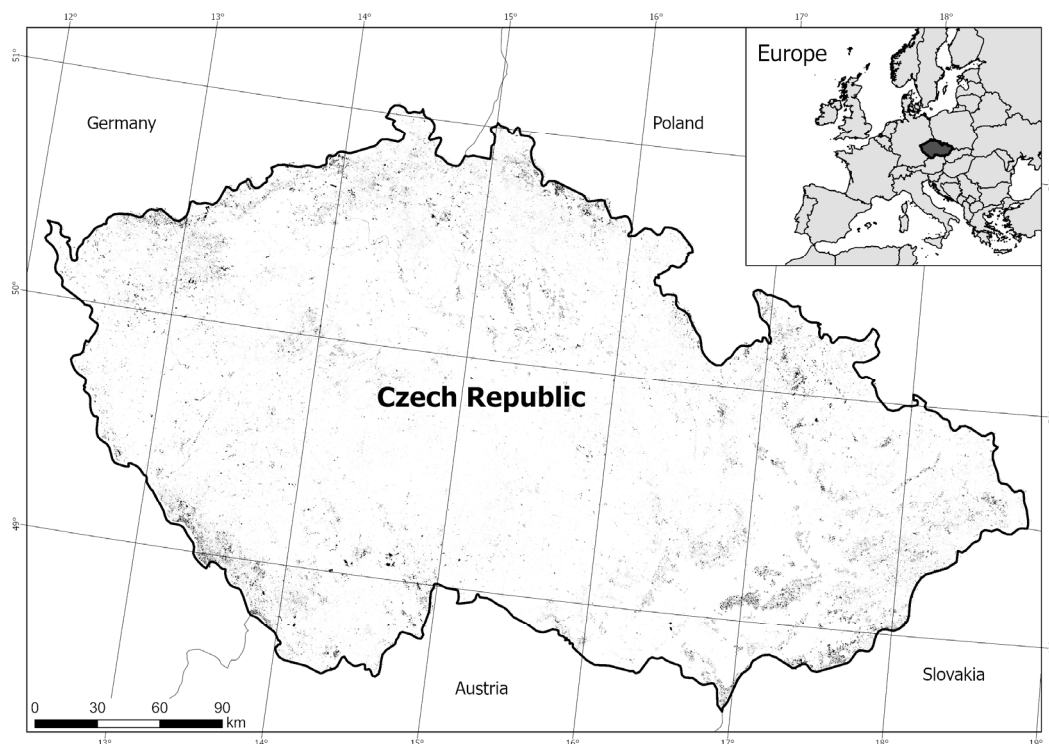 12° 13° 14° 15° 16° 17° 18°
Europe
51°
Germany
Poland
50°
Czech Republic
49°
Slovakia
Austria
0 30 60 90
km
13° 14° 15° 16° 17° 18° 19°